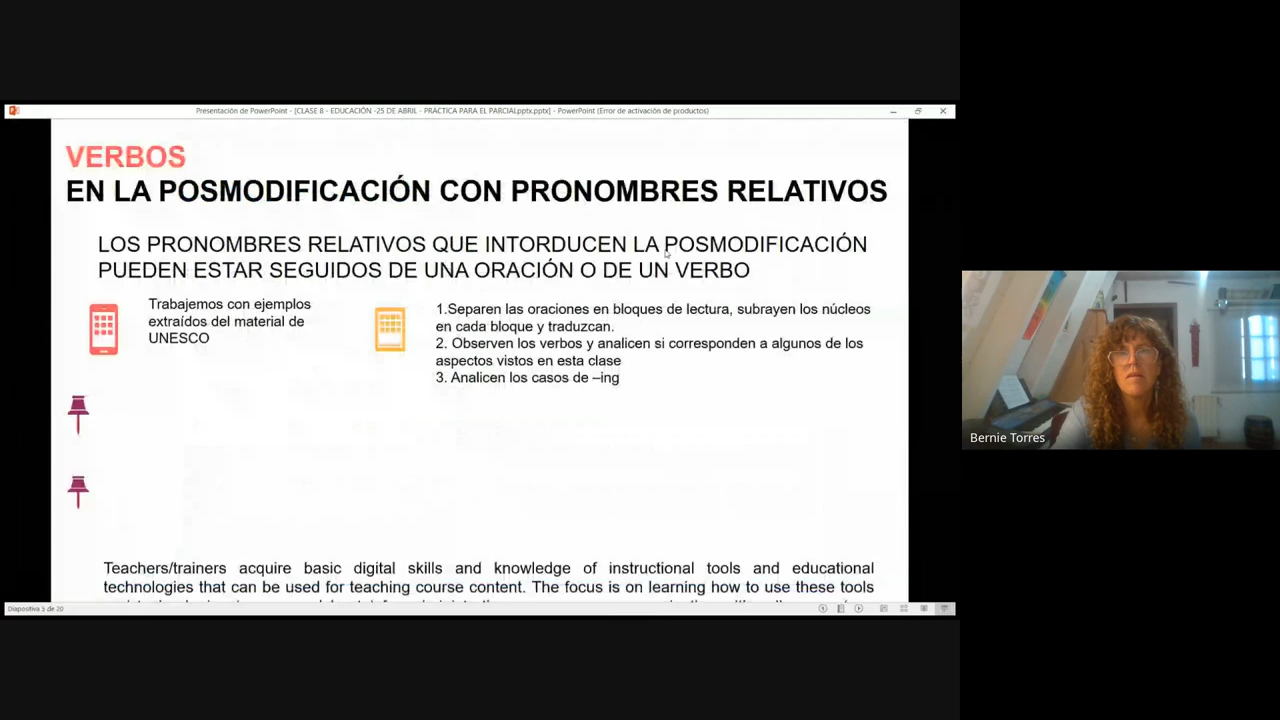 Presentación de PowerPoint - [CLASE 8 - EDUCACIÓN -25 DE ABRIL - PRÁCTICA PARA EL PARCIAL.pptx.pptx] - PowerPoint (Error de activación de productos)
VERBOS
EN LA POSMODIFICACIÓN CON PRONOMBRES RELATIVOS
LOS PRONOMBRES RELATIVOS QUE INTORDUCEN LA POSMODIFICACIÓN
PUEDEN ESTAR SEGUIDOS DE UNA ORACIÓN O DE UN VERBO
Trabajemos con ejemplos
extraídos del material de
UNESCO
1.Separen las oraciones en bloques de lectura, subrayen los núcleos
en cada bloque y traduzcan.
2. Observen los verbos y analicen si corresponden a algunos de los
aspectos vistos en esta clase
3. Analicen los casos de –ing
Teachers/trainers acquire basic digital skills and knowledge of instructional tools and educational
technologies that can be used for teaching course content. The focus is on learning how to use these tools
Diapositiva 5 de 20
Bernie Torres